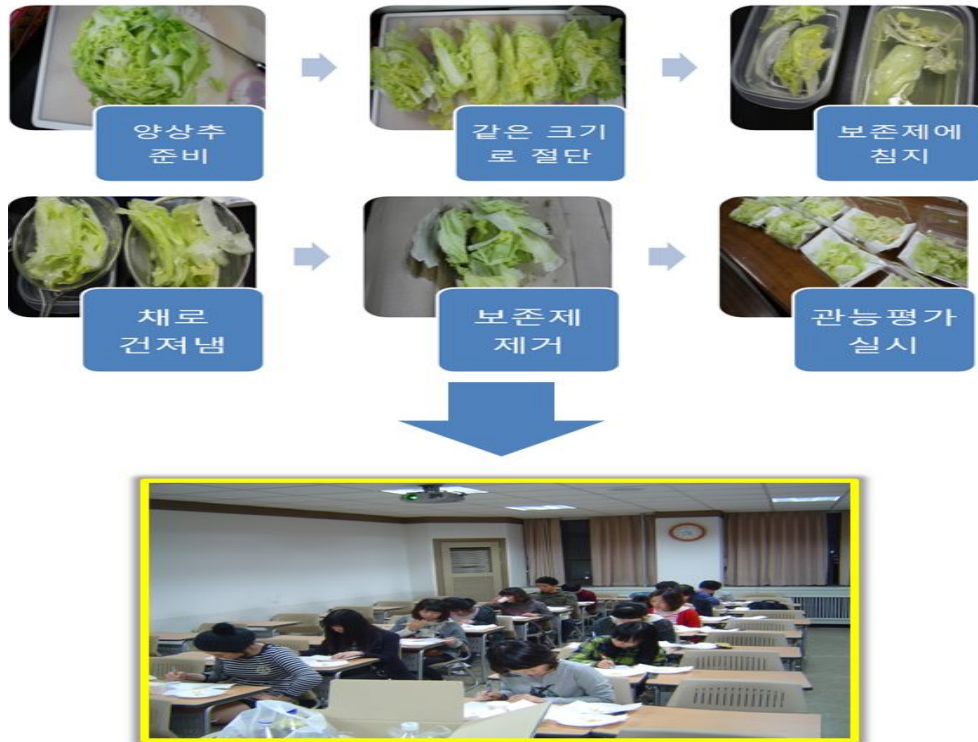 양상추
준비
같은 크기
로 절단
보존제에
침지
채로
건져냄
보존제
제거
관능평가
실시